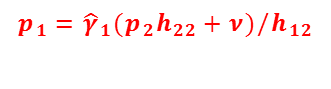 p₁ = γ̂₁(p₂h₂₂ + ν)/h₁₂